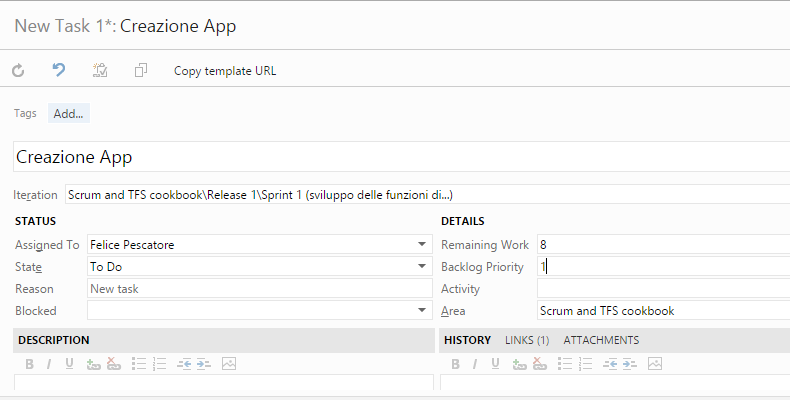 New Task 1*: Creazione App
Copy template URL
Tags Add...
Creazione App
Iteration Scrum and TFS cookbook\Release 1\Sprint 1 (sviluppo delle funzioni di...)
STATUS
Assigned To Felice Pescatore
State To Do
Reason New task
Blocked
DETAILS
Remaining Work 8
Backlog Priority 1
Activity
Area Scrum and TFS cookbook
DESCRIPTION
B I U
HISTORY LINKS (1) ATTACHMENTS
B I U